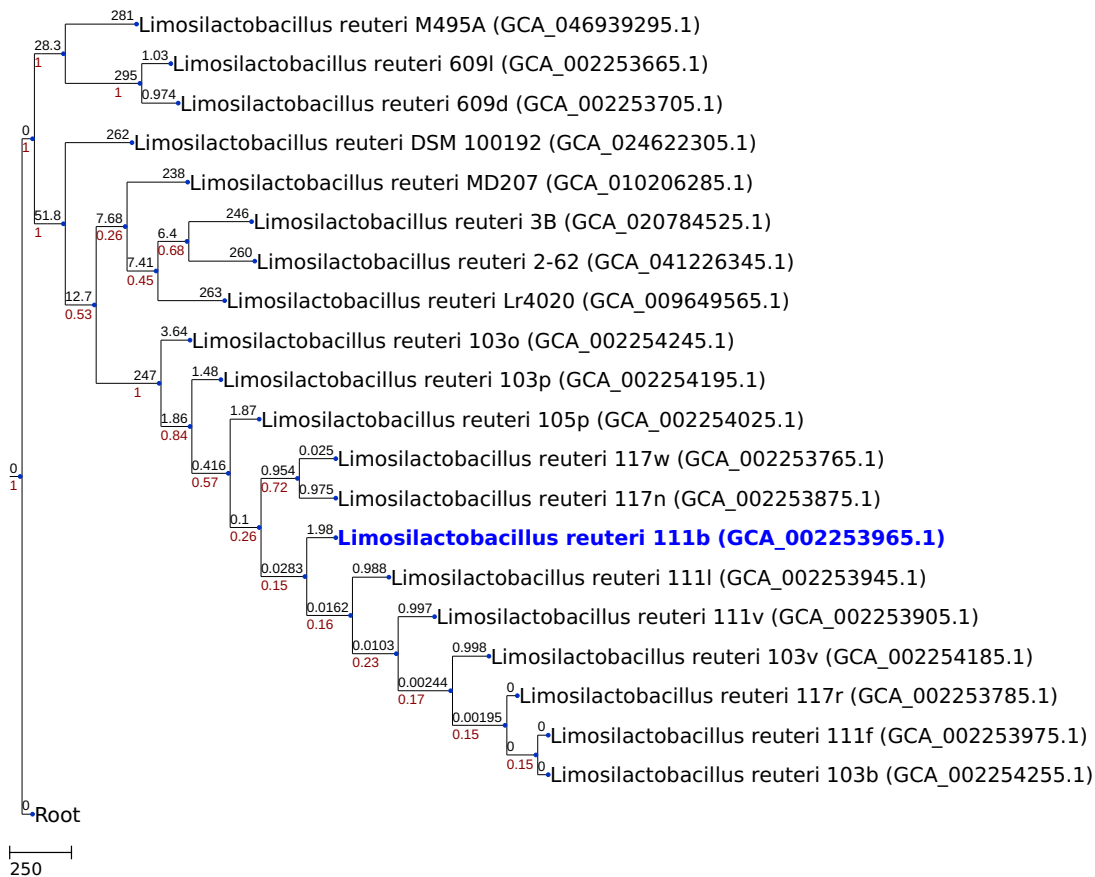 281
Limosilactobacillus reuteri M495A (GCA_046939295.1)
28.3
1
1.03
Limosilactobacillus reuteri 609l (GCA_002253665.1)
295
1
0.974
Limosilactobacillus reuteri 609d (GCA_002253705.1)
0
1
262
Limosilactobacillus reuteri DSM 100192 (GCA_024622305.1)
238
Limosilactobacillus reuteri MD207 (GCA_010206285.1)
51.8
1
7.68
0.26
246
Limosilactobacillus reuteri 3B (GCA_020784525.1)
6.4
0.68
260
Limosilactobacillus reuteri 2-62 (GCA_041226345.1)
7.41
0.45
263
Limosilactobacillus reuteri Lr4020 (GCA_009649565.1)
12.7
0.53
3.64
Limosilactobacillus reuteri 103o (GCA_002254245.1)
247
1
1.48
Limosilactobacillus reuteri 103p (GCA_002254195.1)
1.86
0.84
1.87
Limosilactobacillus reuteri 105p (GCA_002254025.1)
0.416
0.57
0.025
Limosilactobacillus reuteri 117w (GCA_002253765.1)
0.954
0.72
0.975
Limosilactobacillus reuteri 117n (GCA_002253875.1)
0
1
0.1
0.26
1.98
Limosilactobacillus reuteri 111b (GCA_002253965.1)
0.0283
0.15
0.988
Limosilactobacillus reuteri 111l (GCA_002253945.1)
0.0162
0.16
0.997
Limosilactobacillus reuteri 111v (GCA_002253905.1)
0.0103
0.23
0.998
Limosilactobacillus reuteri 103v (GCA_002254185.1)
0.00244
0.17
0
Limosilactobacillus reuteri 117r (GCA_002253785.1)
0.00195
0.15
0
Limosilactobacillus reuteri 111f (GCA_002253975.1)
0
0.15
0
Limosilactobacillus reuteri 103b (GCA_002254255.1)
0
Root
250